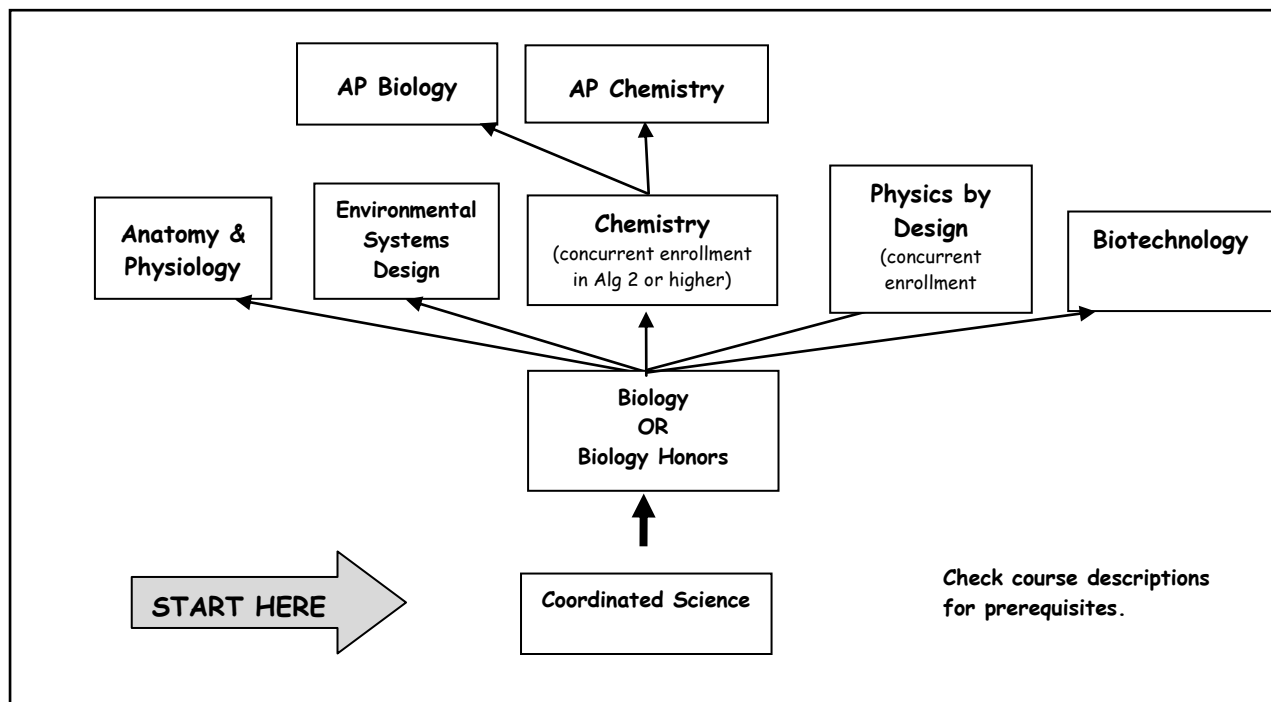 AP Biology
AP Chemistry
Anatomy &
Physiology
Environmental
Systems
Design
Chemistry
(concurrent enrollment
in Alg 2 or higher)
Physics by
Design
(concurrent
enrollment
Biotechnology
Biology
OR
Biology Honors
START HERE
Coordinated Science
Check course descriptions
for prerequisites.